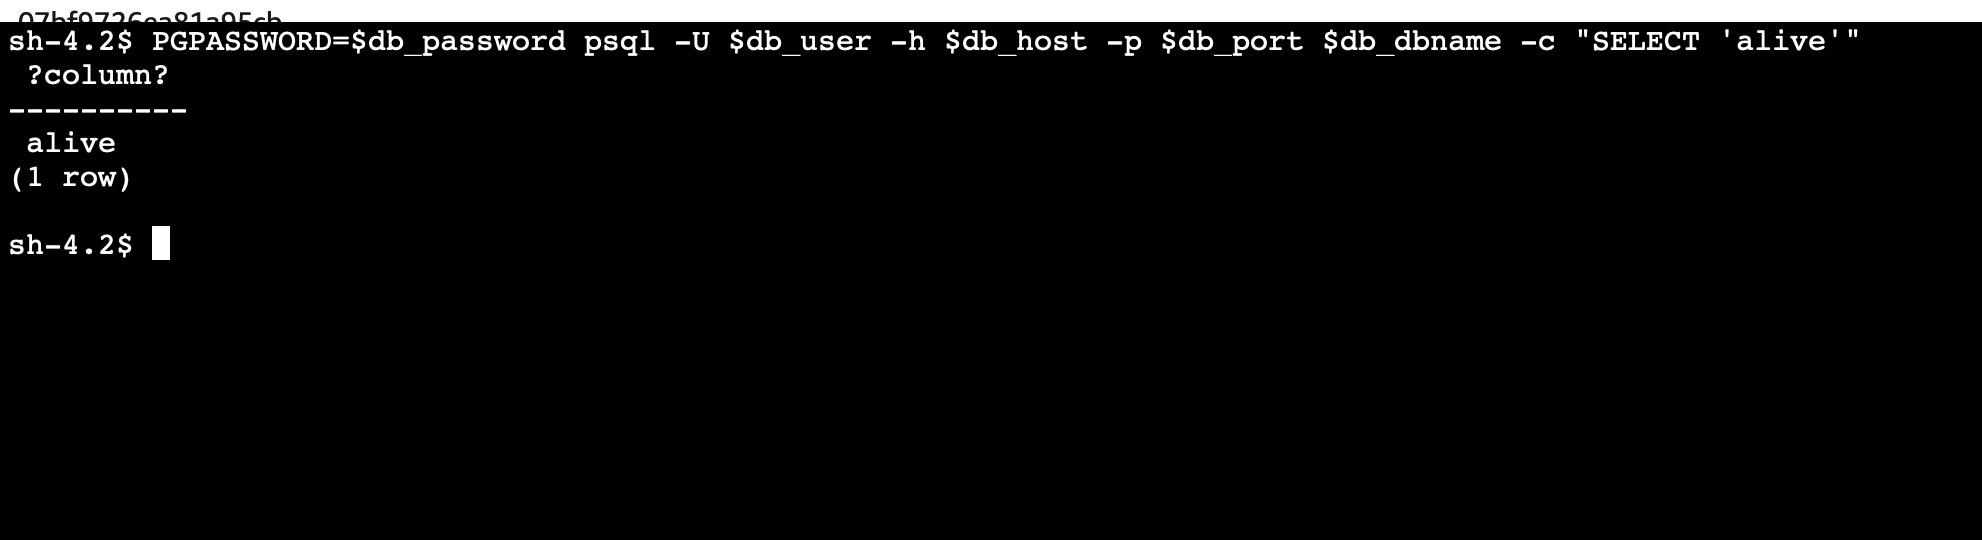 07bf9726ea81a95cb
sh-4.2$ PGPASSWORD=$db_password psql -U $db_user -h $db_host -p $db_port $db_dbname -c "SELECT 'alive'"
 ?column?
----------
 alive
(1 row)
sh-4.2$